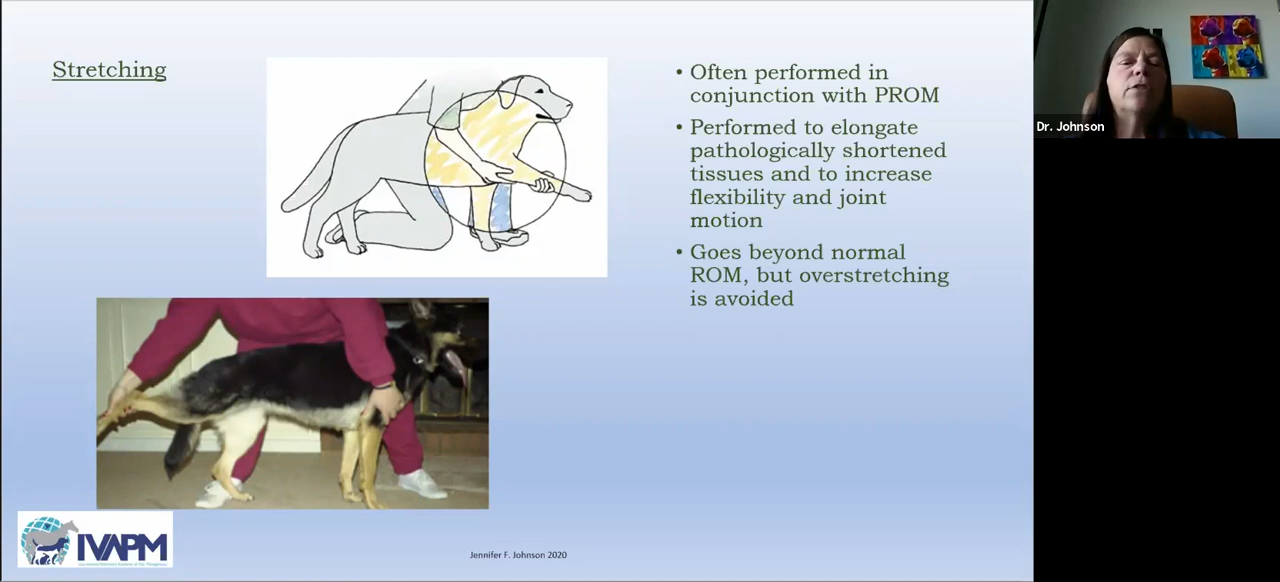 Stretching
• Often performed in
conjunction with PROM
• Performed to elongate
pathologically shortened
tissues and to increase
flexibility and joint
motion
• Goes beyond normal
ROM, but overstretching
is avoided
Dr. Johnson
IVAPM
Jennifer F. Johnson 2020